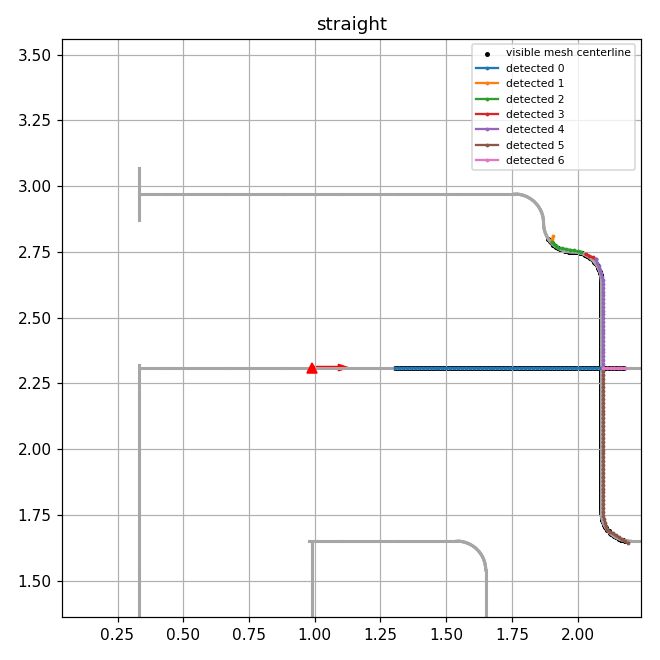 straight
visible mesh centerline
detected 0
detected 1
detected 2
detected 3
detected 4
detected 5
detected 6
3.50
3.25
3.00
2.75
2.50
2.25
2.00
1.75
1.50
0.25 0.50 0.75 1.00 1.25 1.50 1.75 2.00